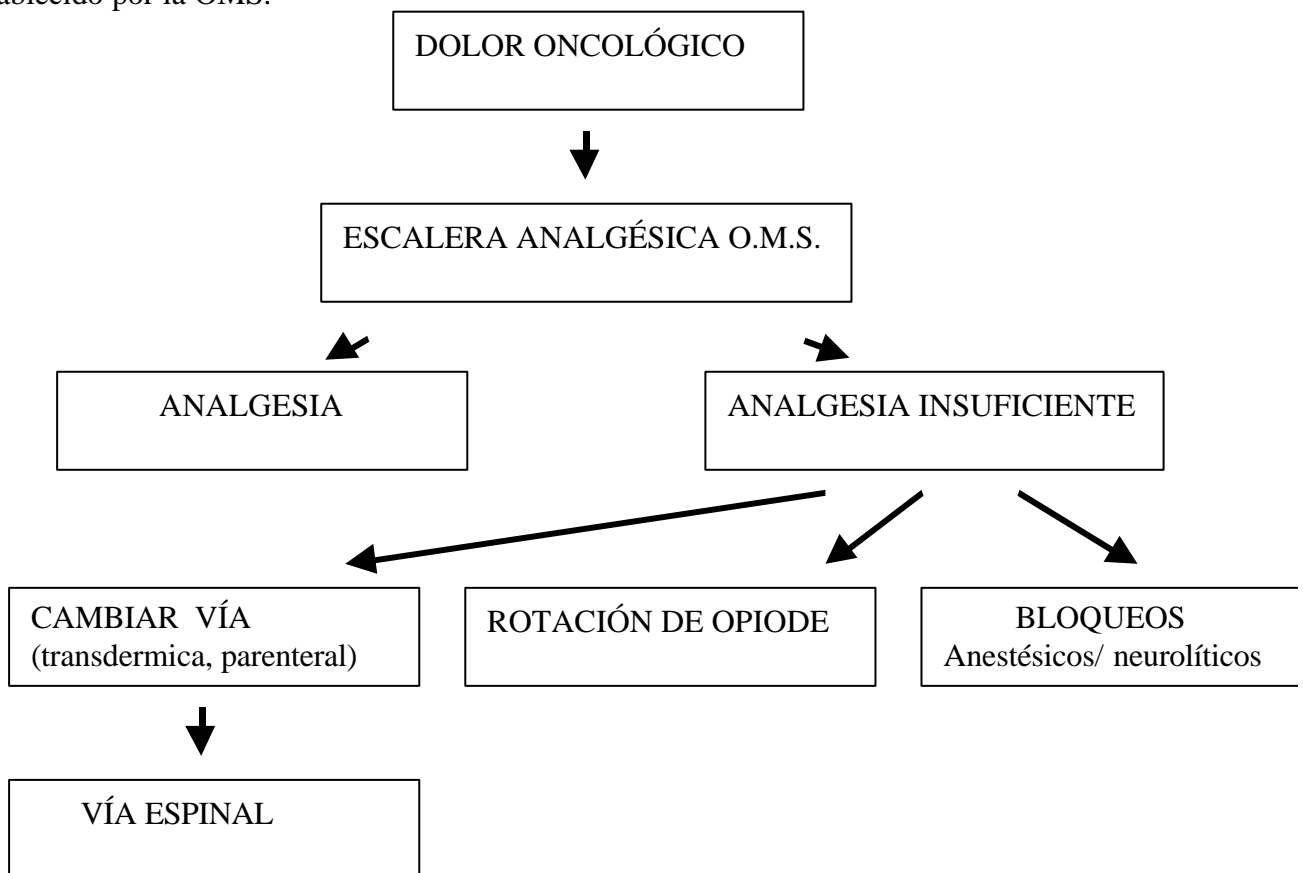 ablecido por la OMS.
DOLOR ONCOLÓGICO
ESCALERA ANALGÉSICA O.M.S.
ANALGESIA
ANALGESIA INSUFICIENTE
CAMBIAR VÍA
(transdermica, parenteral)
ROTACIÓN DE OPIODE
BLOQUEOS
Anestésicos/ neurolíticos
VÍA ESPINAL